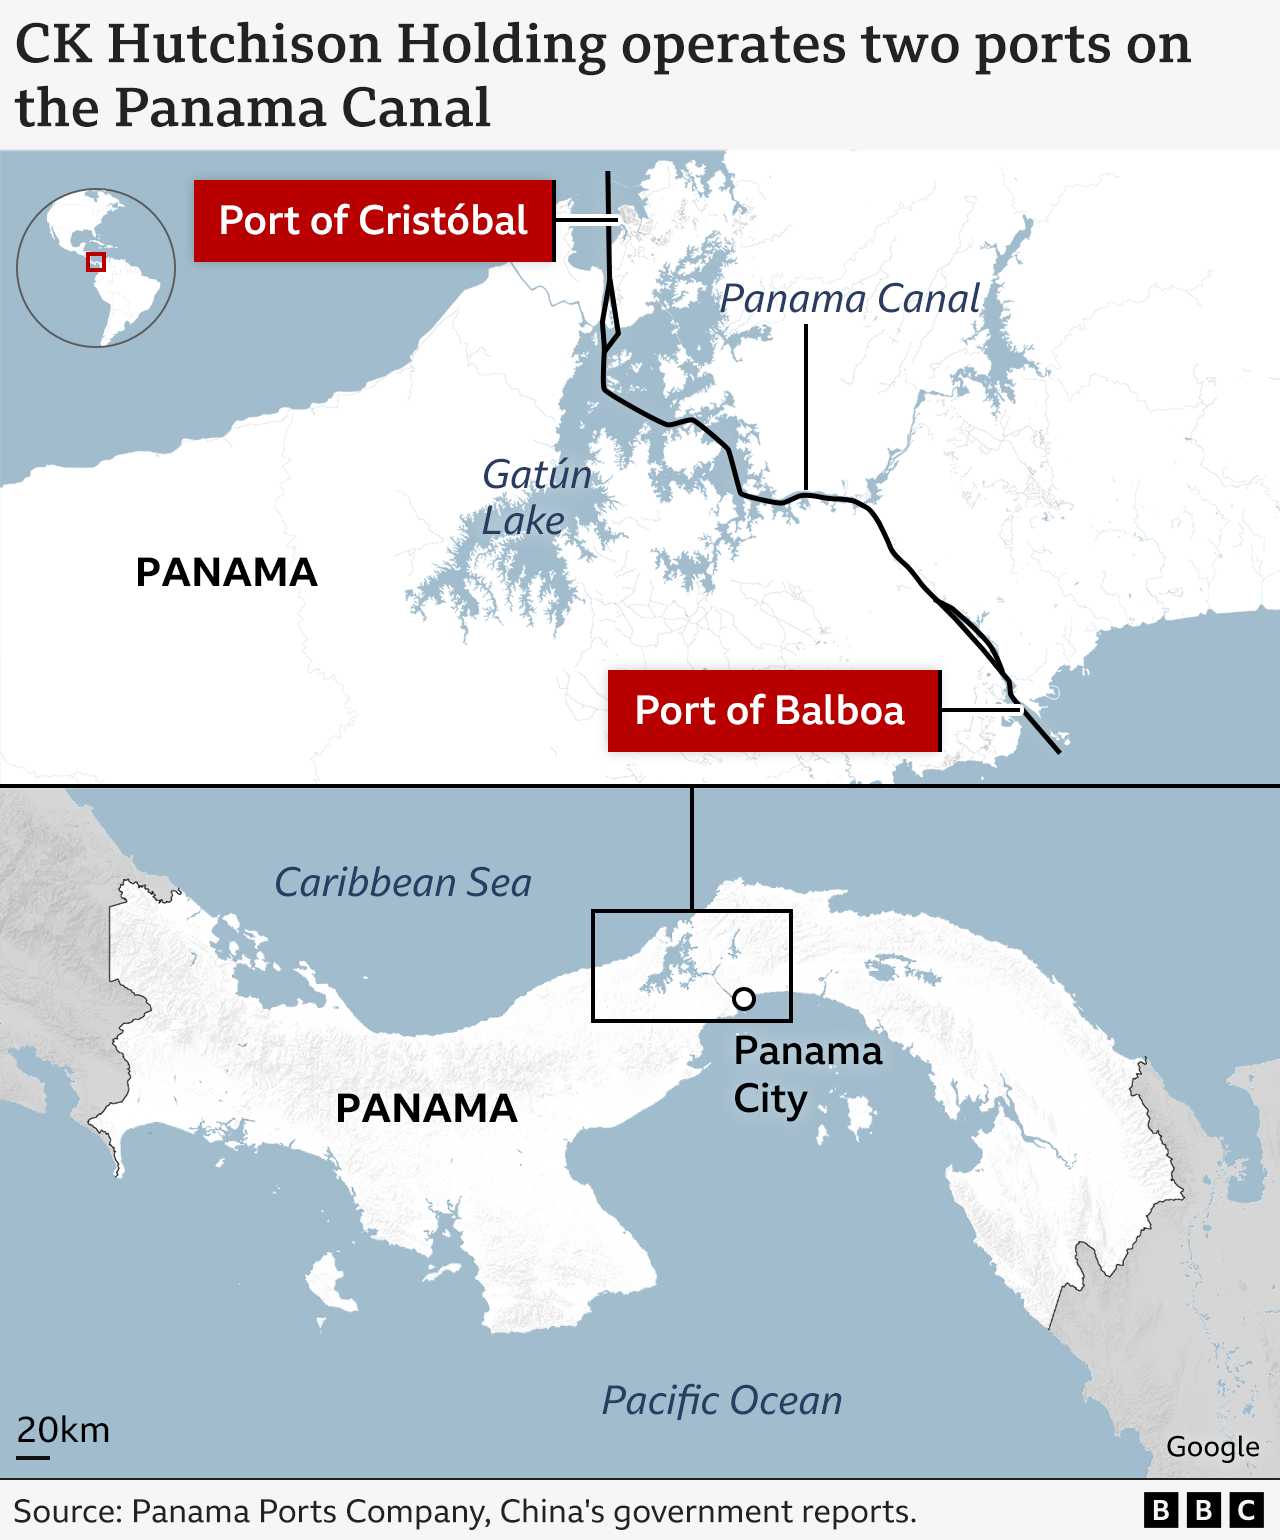 CK Hutchison Holding operates two ports on
the Panama Canal
Port of Cristóbal
Panama Canal
Gatún
Lake
PANAMA
Port of Balboa
Caribbean Sea
Panama
City
PANAMA
Pacific Ocean
20km
Google
Source: Panama Ports Company, China's government reports.
BBC